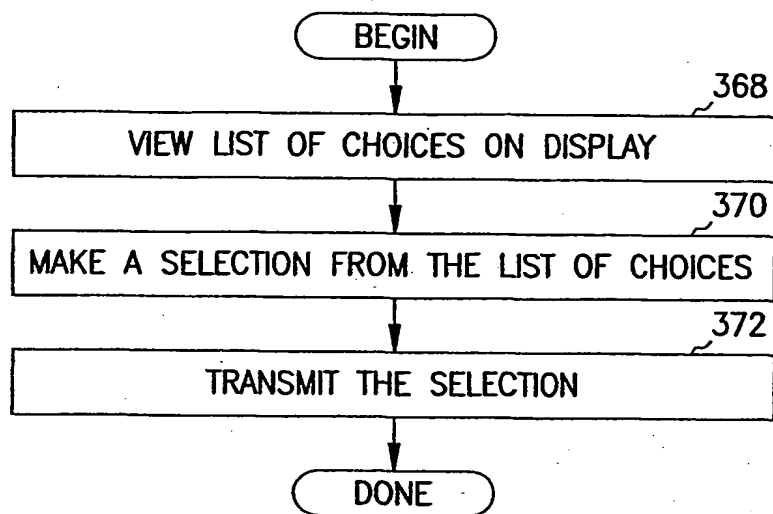 BEGIN
368
VIEW LIST OF CHOICES ON DISPLAY
370
MAKE A SELECTION FROM THE LIST OF CHOICES
372
TRANSMIT THE SELECTION
DONE